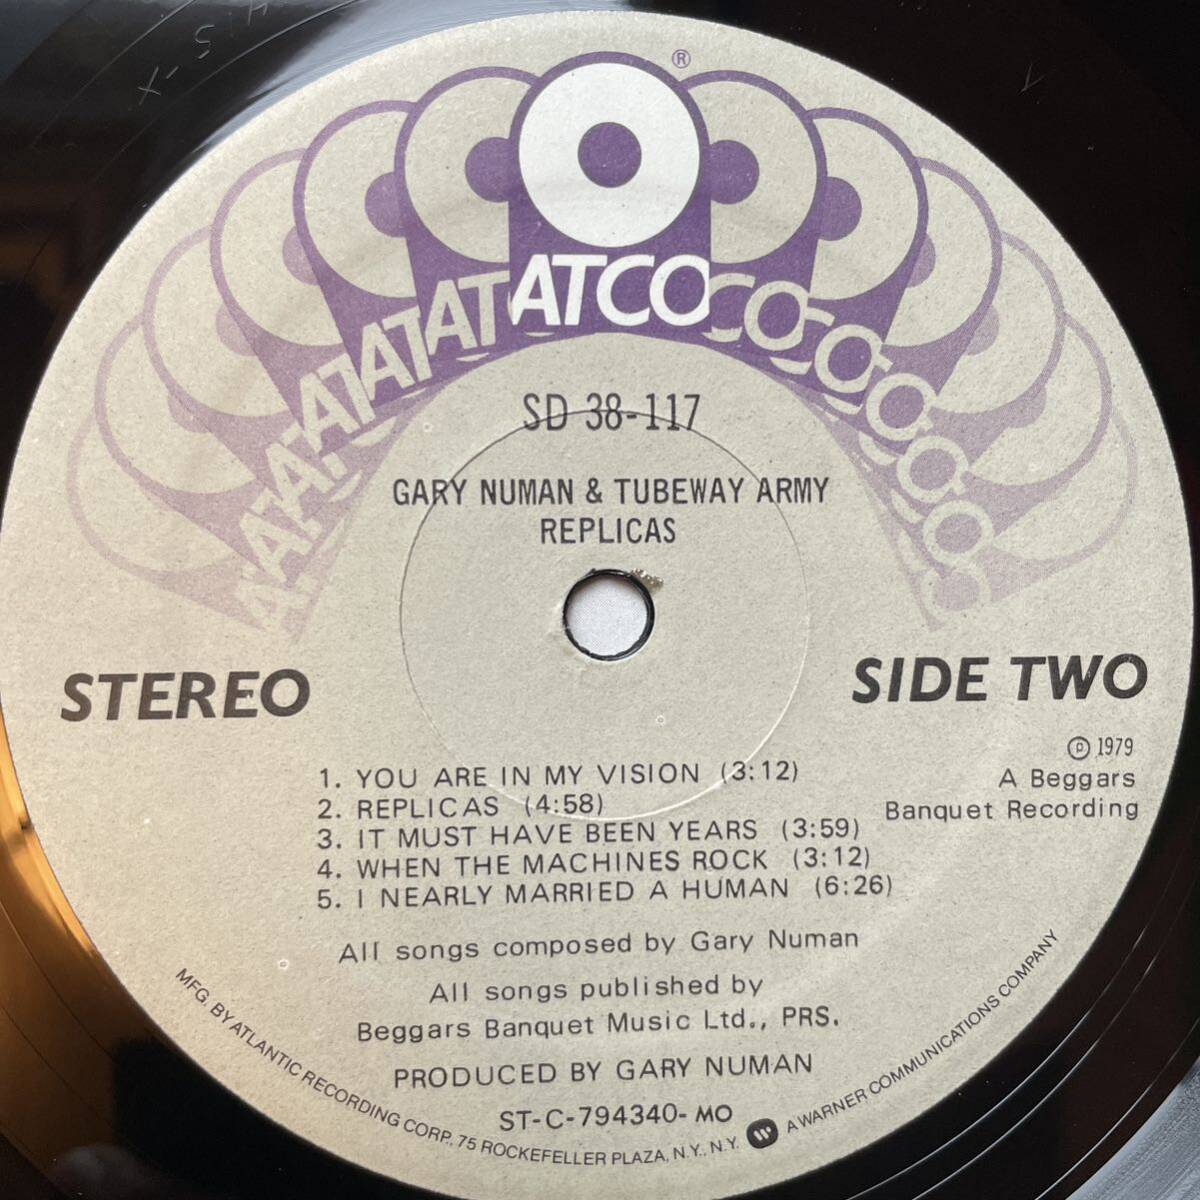 ®
ATCO
SD 38-117
GARY NUMAN & TUBEWAY ARMY
REPLICAS
STEREO
SIDE TWO
℗ 1979
A Beggars
Banquet Recording
1. YOU ARE IN MY VISION (3:12)
2. REPLICAS (4:58)
3. IT MUST HAVE BEEN YEARS (3:59)
4. WHEN THE MACHINES ROCK (3:12)
5. I NEARLY MARRIED A HUMAN (6:26)
All songs composed by Gary Numan
All songs published by
Beggars Banquet Music Ltd., PRS.
PRODUCED BY GARY NUMAN
ST-C-794340-MO
MFG. BY ATLANTIC RECORDING CORP., 75 ROCKEFELLER PLAZA, N.Y., N.Y. A WARNER COMMUNICATIONS COMPANY